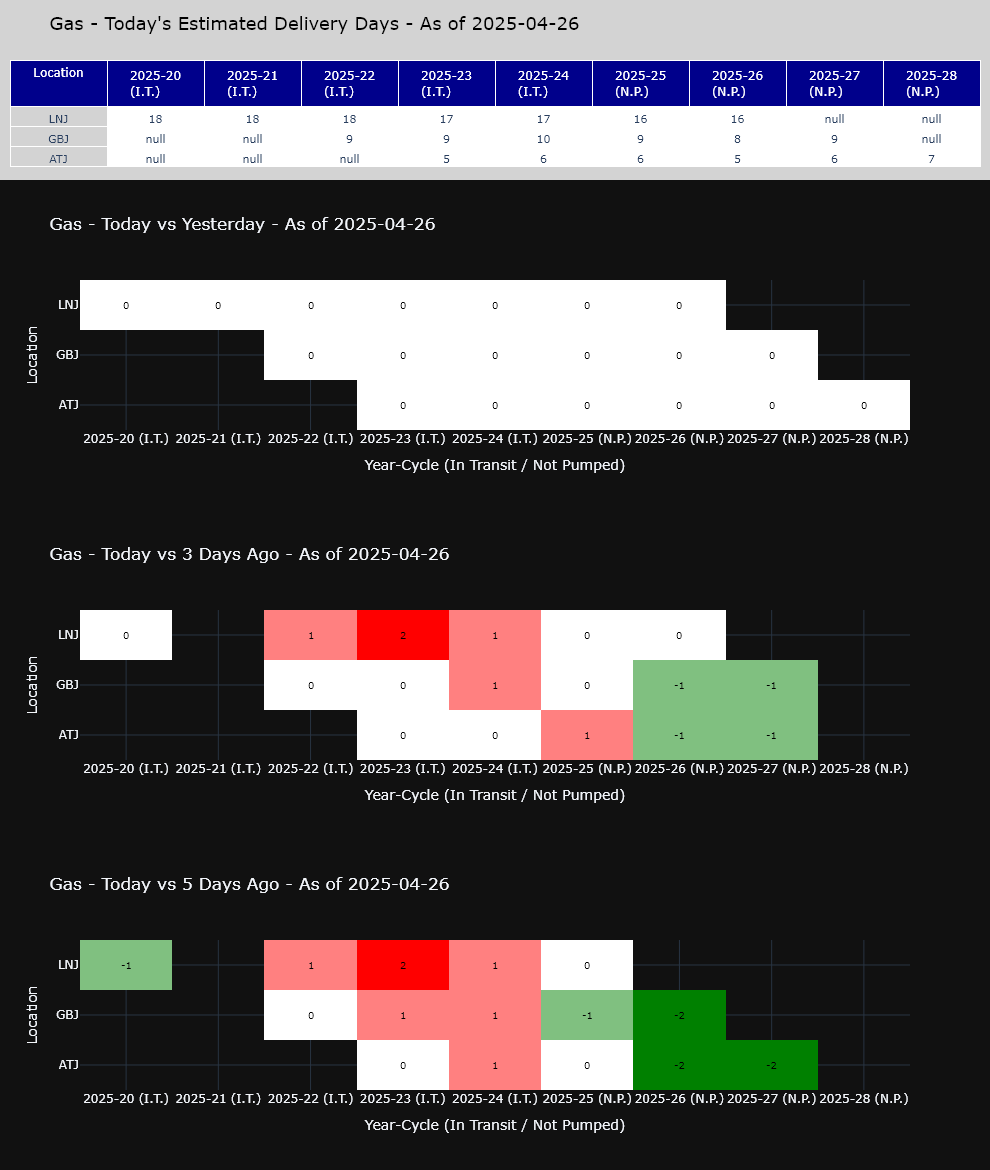 Gas - Today's Estimated Delivery Days - As of 2025-04-26
Location 2025-20 (I.T.) 2025-21 (I.T.) 2025-22 (I.T.) 2025-23 (I.T.) 2025-24 (I.T.) 2025-25 (N.P.) 2025-26 (N.P.) 2025-27 (N.P.) 2025-28 (N.P.)
LNJ 18 18 18 17 17 16 16 null null
GBJ null null 9 9 10 9 8 9 null
ATJ null null null 5 6 6 5 6 7
Gas - Today vs Yesterday - As of 2025-04-26
Location
LNJ 0 0 0 0 0 0 0
GBJ 0 0 0 0 0 0
ATJ 0 0 0 0 0 0
2025-20 (I.T.) 2025-21 (I.T.) 2025-22 (I.T.) 2025-23 (I.T.) 2025-24 (I.T.) 2025-25 (N.P.) 2025-26 (N.P.) 2025-27 (N.P.) 2025-28 (N.P.)
Year-Cycle (In Transit / Not Pumped)
Gas - Today vs 3 Days Ago - As of 2025-04-26
Location
LNJ 0 1 2 1 0 0
GBJ 0 0 1 0 -1 -1
ATJ 0 0 1 -1 -1
2025-20 (I.T.) 2025-21 (I.T.) 2025-22 (I.T.) 2025-23 (I.T.) 2025-24 (I.T.) 2025-25 (N.P.) 2025-26 (N.P.) 2025-27 (N.P.) 2025-28 (N.P.)
Year-Cycle (In Transit / Not Pumped)
Gas - Today vs 5 Days Ago - As of 2025-04-26
Location
LNJ -1 1 2 1 0
GBJ 0 1 1 -1 -2
ATJ 0 1 0 -2 -2
2025-20 (I.T.) 2025-21 (I.T.) 2025-22 (I.T.) 2025-23 (I.T.) 2025-24 (I.T.) 2025-25 (N.P.) 2025-26 (N.P.) 2025-27 (N.P.) 2025-28 (N.P.)
Year-Cycle (In Transit / Not Pumped)